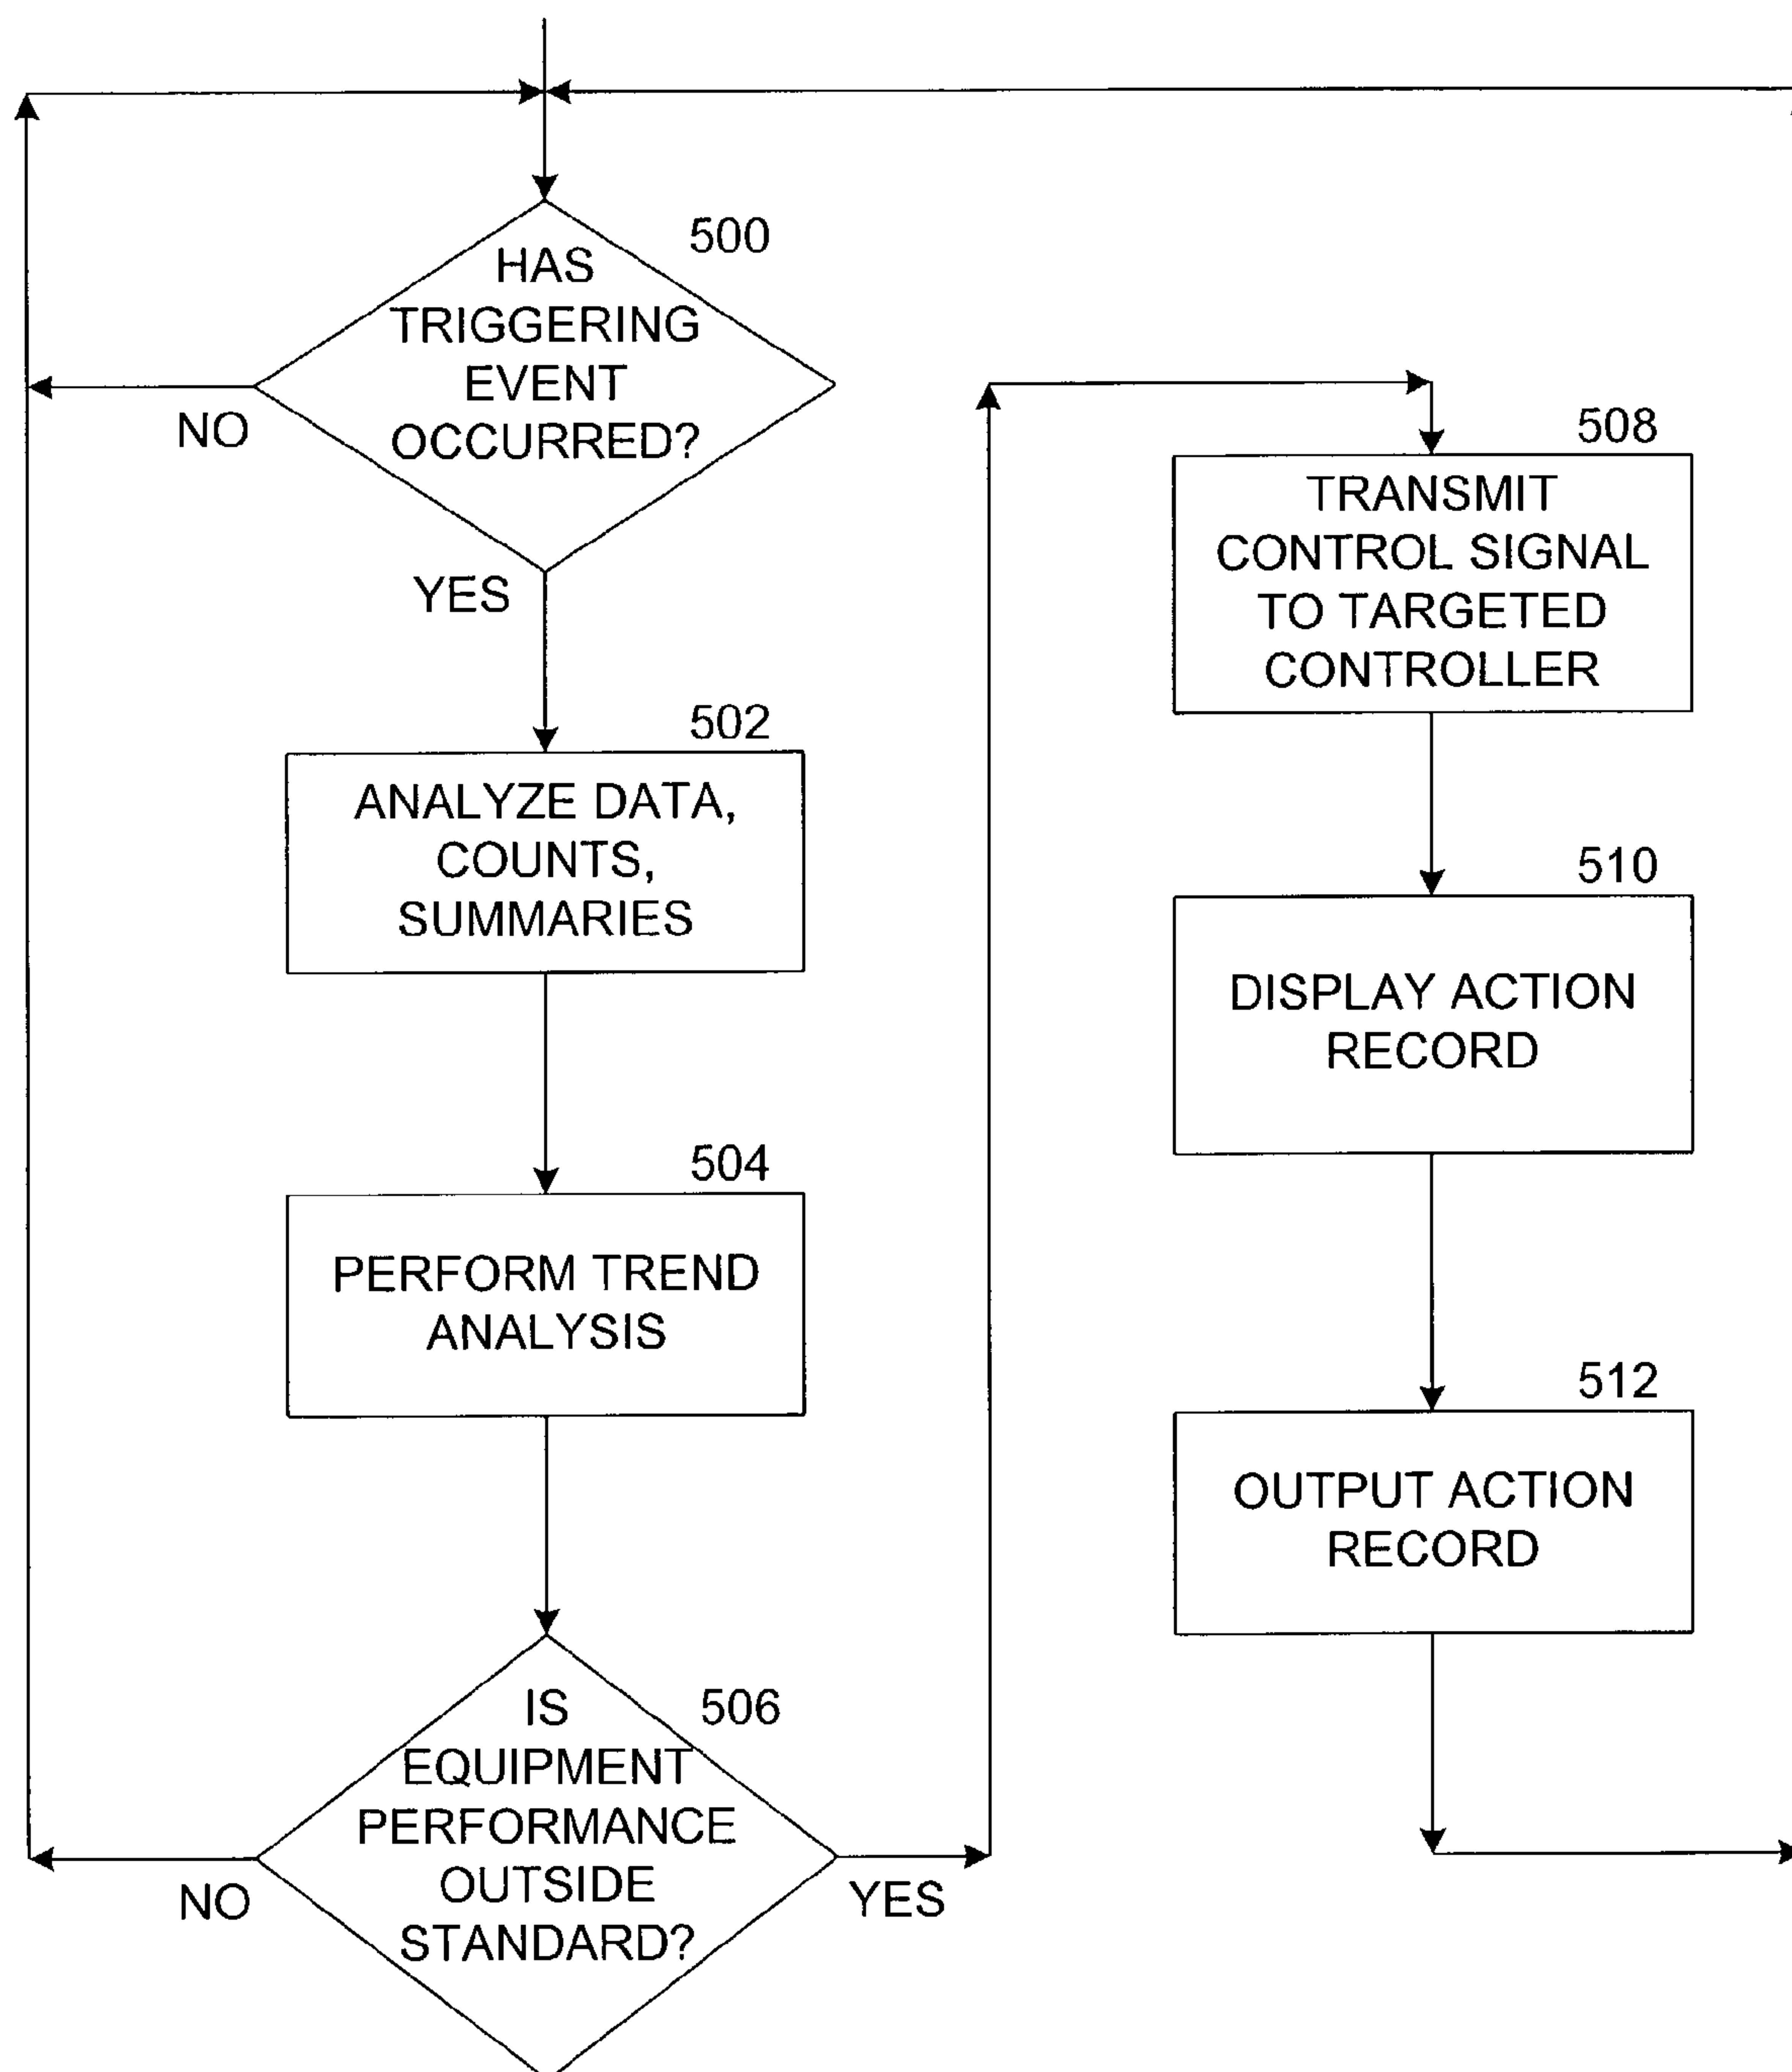 500
HAS
TRIGGERING
EVENT
OCCURRED?
NO
YES
502
ANALYZE DATA,
COUNTS,
SUMMARIES
504
PERFORM TREND
ANALYSIS
506
IS
EQUIPMENT
PERFORMANCE
OUTSIDE
STANDARD?
NO
YES
508
TRANSMIT
CONTROL SIGNAL
TO TARGETED
CONTROLLER
510
DISPLAY ACTION
RECORD
512
OUTPUT ACTION
RECORD